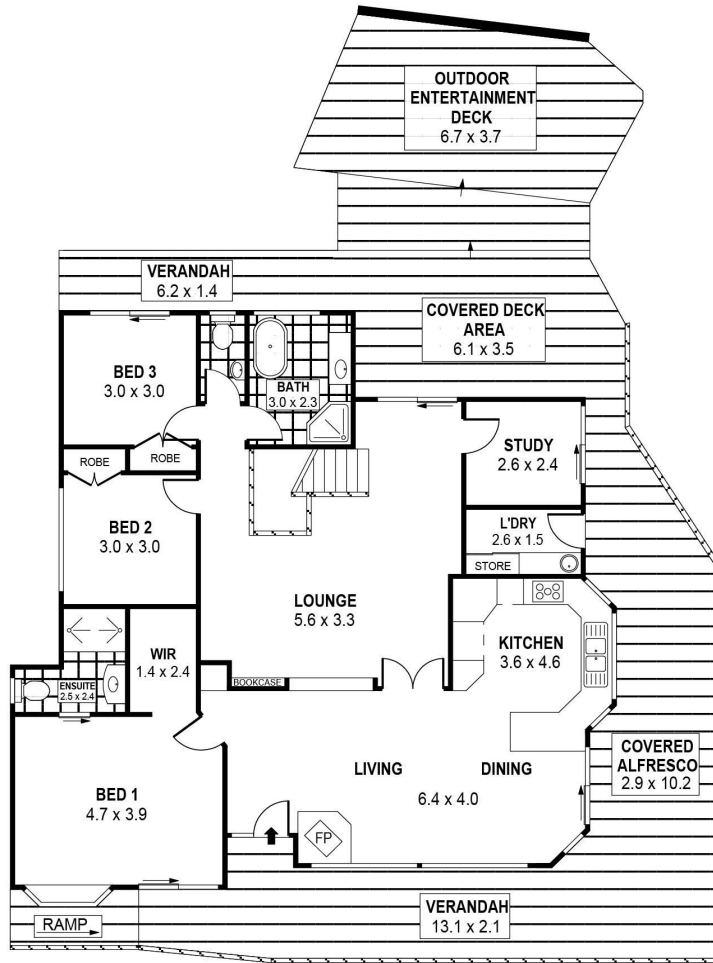 OUTDOOR
ENTERTAINMENT
DECK
6.7 x 3.7
VERANDAH
6.2 x 1.4
COVERED DECK
AREA
6.1 x 3.5
BED 3
3.0 x 3.0
BATH
3.0 x 2.3
ROBE
ROBE
STUDY
2.6 x 2.4
BED 2
3.0 x 3.0
L'DRY
2.6 x 1.5
STORE
LOUNGE
5.6 x 3.3
KITCHEN
3.6 x 4.6
WIR
1.4 x 2.4
ENSUITE
2.5 x 2.4
BOOKCASE
COVERED
ALFRESCO
2.9 x 10.2
BED 1
4.7 x 3.9
LIVING
DINING
6.4 x 4.0
FP
RAMP
VERANDAH
13.1 x 2.1